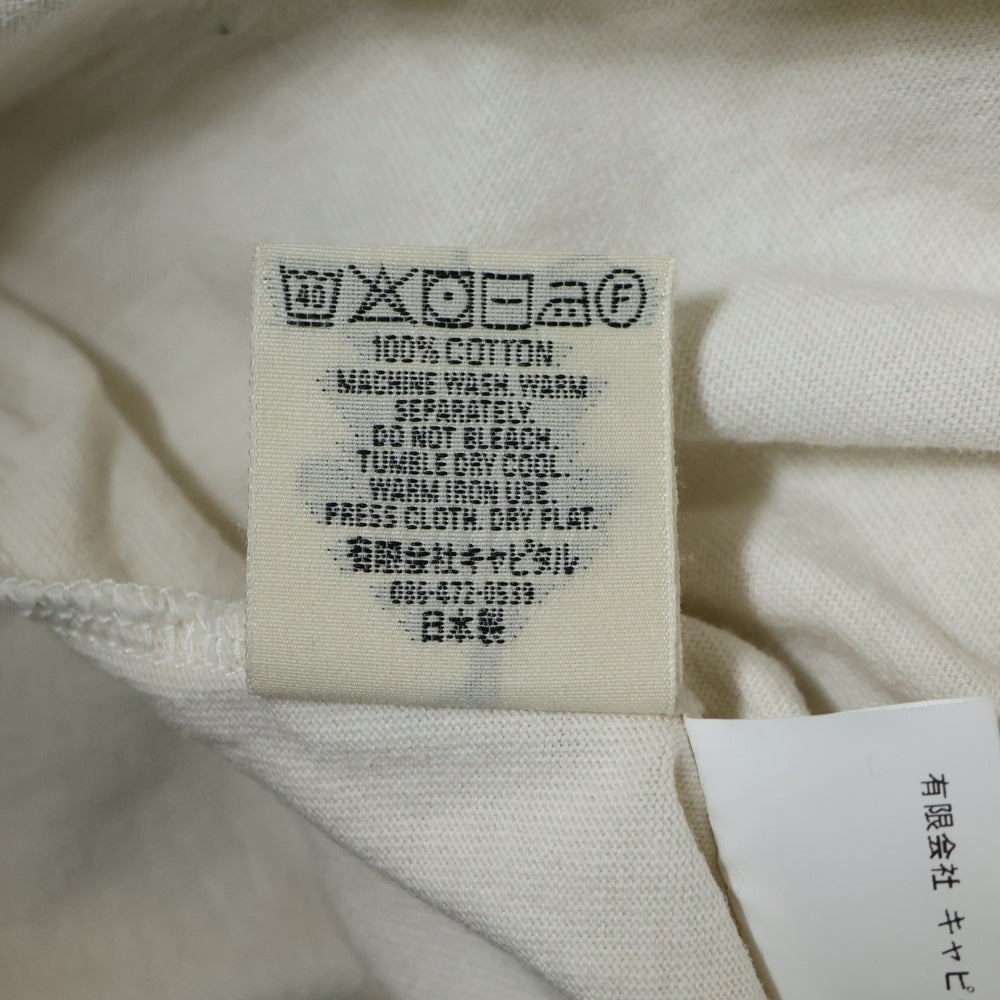 40 F
100% COTTON
MACHINE WASH. WARM
SEPARATELY.
DO NOT BLEACH.
TUMBLE DRY COOL.
WARM IRON USE.
PRESS CLOTH. DRY FLAT.
有限会社キャピタル
086-472-0539
日本製
有限会社 キャピ